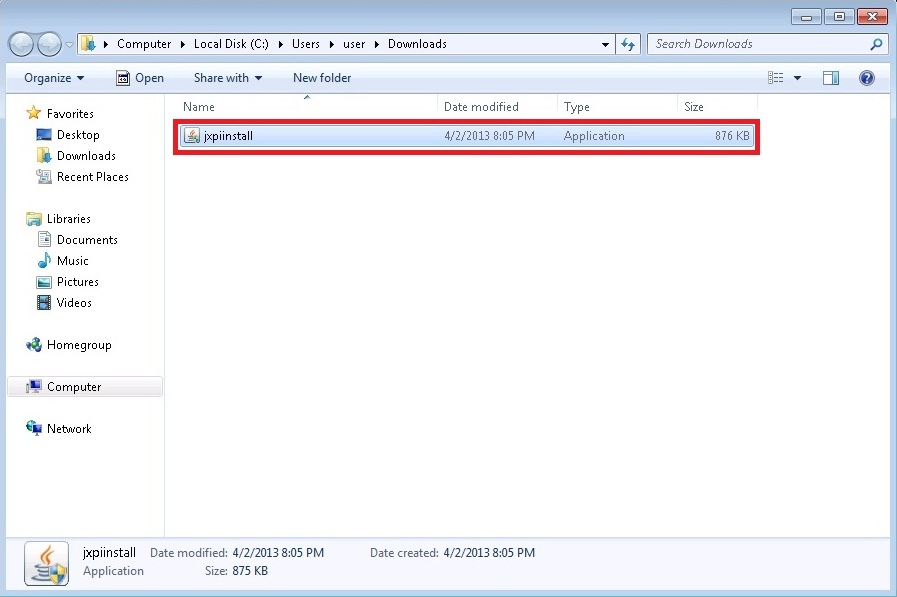 Computer Local Disk (C:) Users user Downloads Search Downloads
Organize Open Share with New folder
Name Date modified Type Size
jxpiinstall 4/2/2013 8:05 PM Application 876 KB
Favorites
Desktop
Downloads
Recent Places
Libraries
Documents
Music
Pictures
Videos
Homegroup
Computer
Network
jxpiinstall Date modified: 4/2/2013 8:05 PM Date created: 4/2/2013 8:05 PM
Application Size: 875 KB